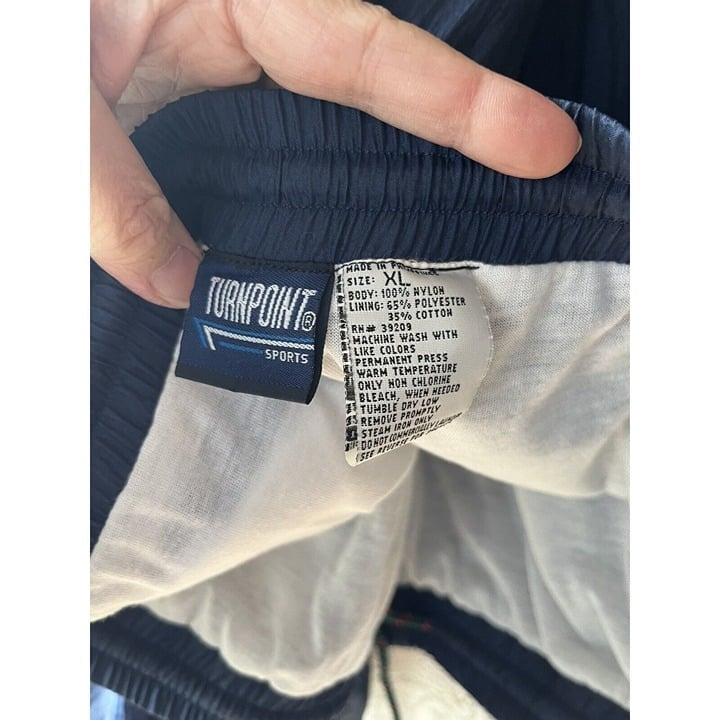 TURNPOINT®
SPORTS
MADE IN
SIZE: XL
BODY: 100% NYLON
LINING: 65% POLYESTER
35% COTTON
RN# 39209
MACHINE WASH WITH
LIKE COLORS
PERMANENT PRESS
WARM TEMPERATURE
ONLY NON CHLORINE
BLEACH, WHEN NEEDED
TUMBLE DRY LOW
REMOVE PROMPTLY
STEAM IRON ONLY
DO NOT COMMERCIALLY
SEE REVERSE FOR